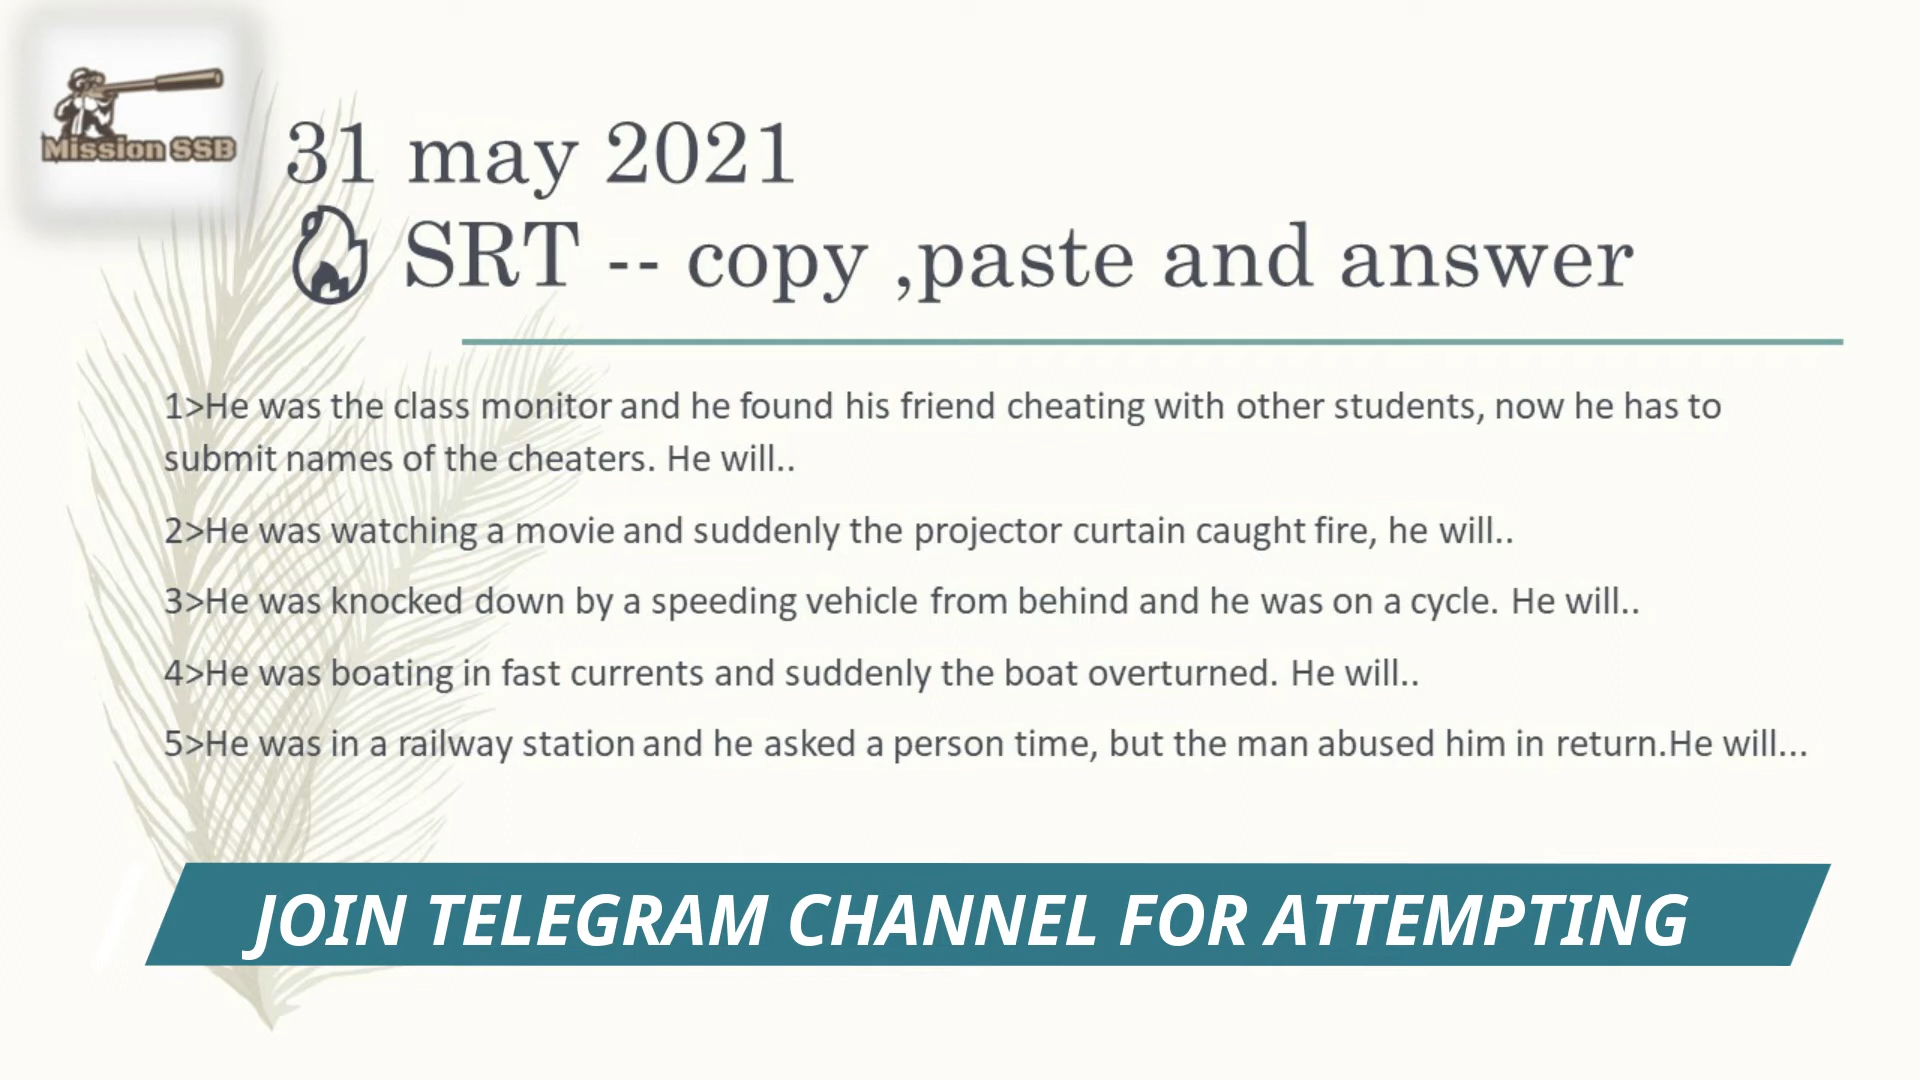 Mission SSB
31 may 2021
SRT -- copy ,paste and answer
1>He was the class monitor and he found his friend cheating with other students, now he has to
submit names of the cheaters. He will..
2>He was watching a movie and suddenly the projector curtain caught fire, he will..
3>He was knocked down by a speeding vehicle from behind and he was on a cycle. He will..
4>He was boating in fast currents and suddenly the boat overturned. He will..
5>He was in a railway station and he asked a person time, but the man abused him in return.He will...
JOIN TELEGRAM CHANNEL FOR ATTEMPTING